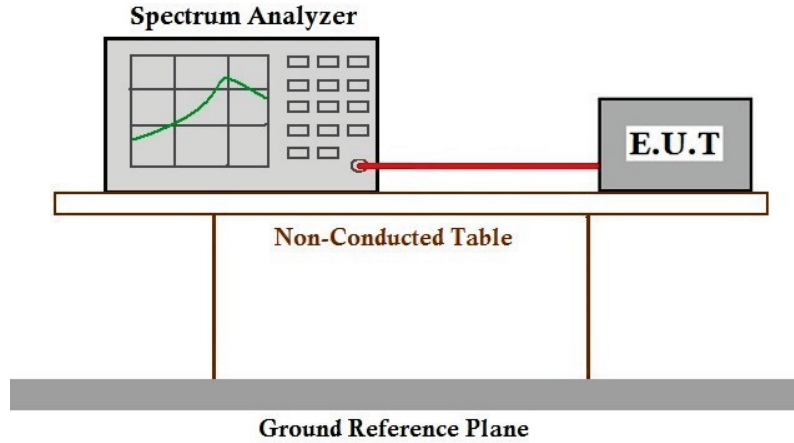 Spectrum Analyzer
E.U.T
Non-Conducted Table
Ground Reference Plane